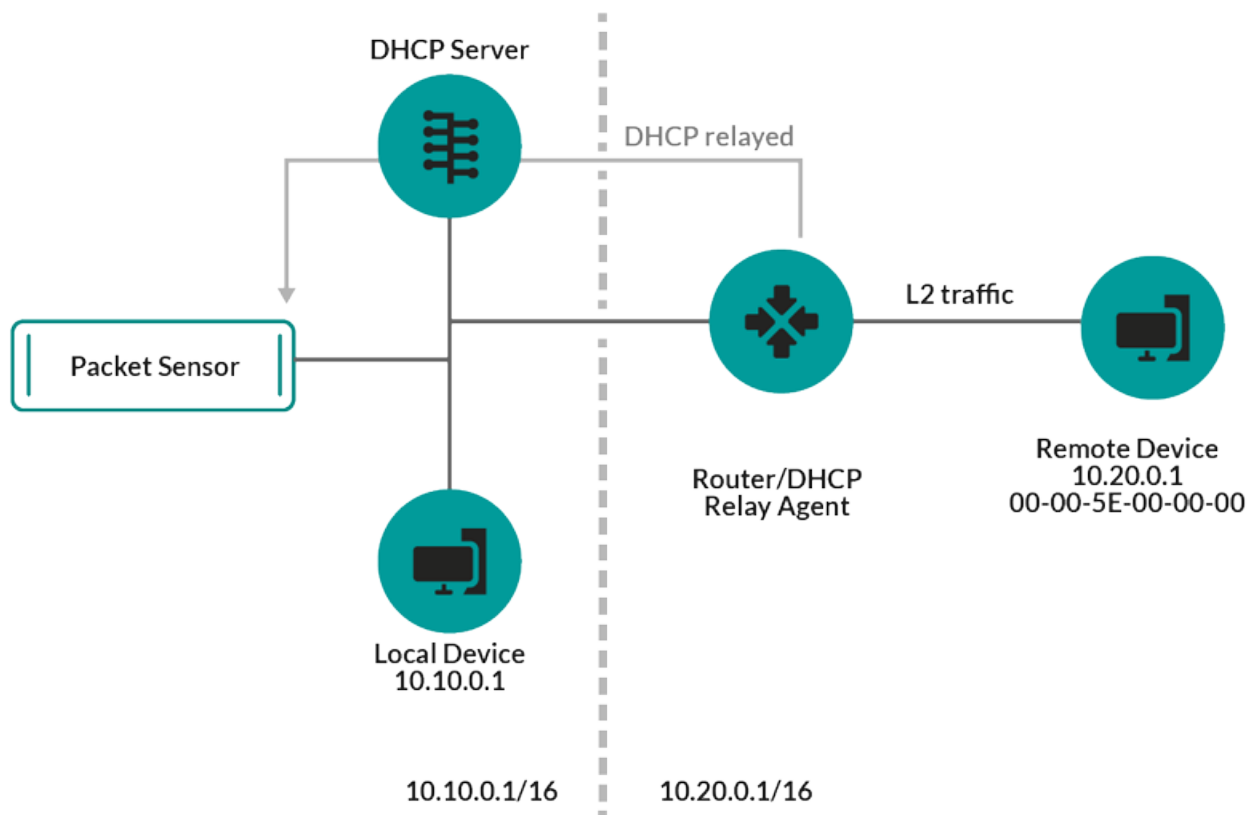 DHCP Server
DHCP relayed
L2 traffic
Packet Sensor
Router/DHCP
Relay Agent
Remote Device
10.20.0.1
00-00-5E-00-00-00
Local Device
10.10.0.1
10.10.0.1/16
10.20.0.1/16